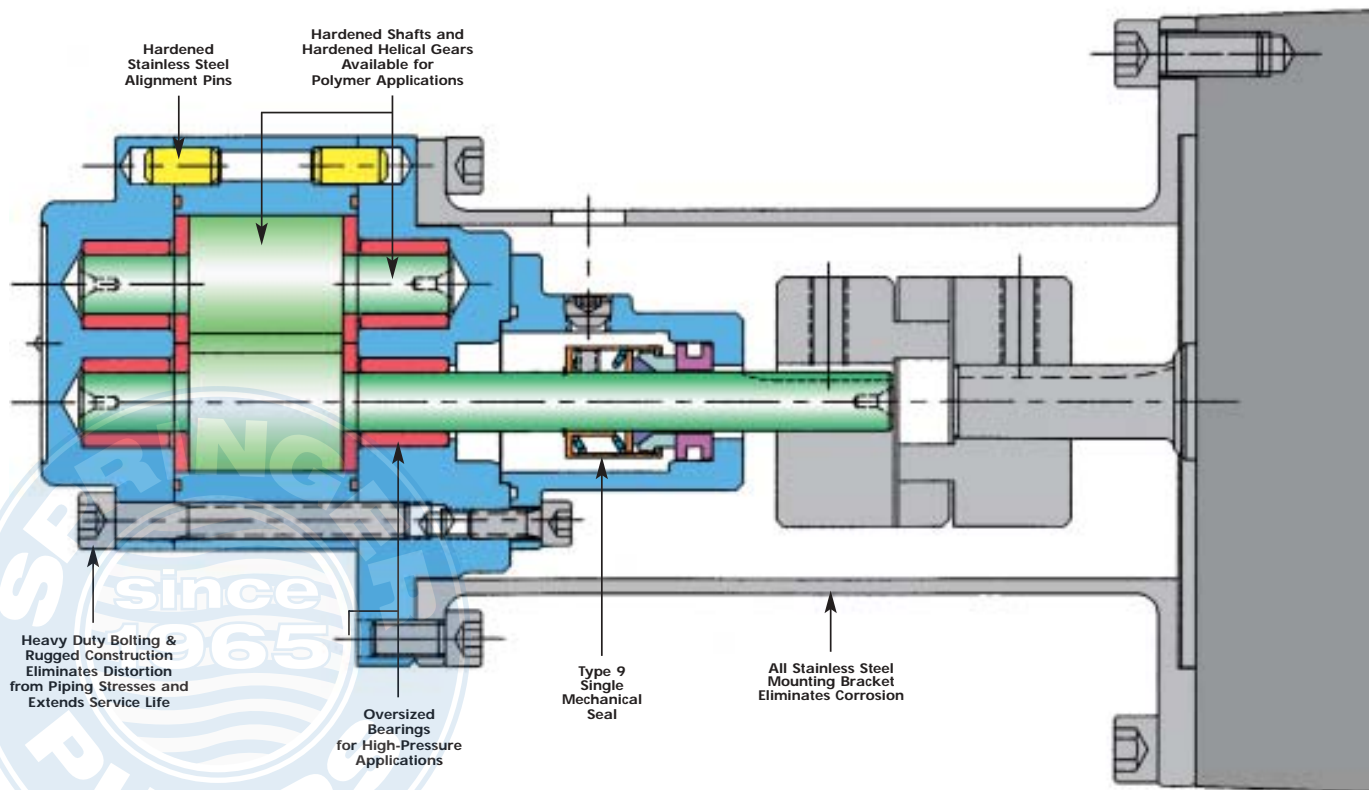 Hardened
Stainless Steel
Alignment Pins
Hardened Shafts and
Hardened Helical Gears
Available for
Polymer Applications
Heavy Duty Bolting &
Rugged Construction
Eliminates Distortion
from Piping Stresses and
Extends Service Life
Oversized
Bearings
for High-Pressure
Applications
Type 9
Single
Mechanical
Seal
All Stainless Steel
Mounting Bracket
Eliminates Corrosion
since
1965